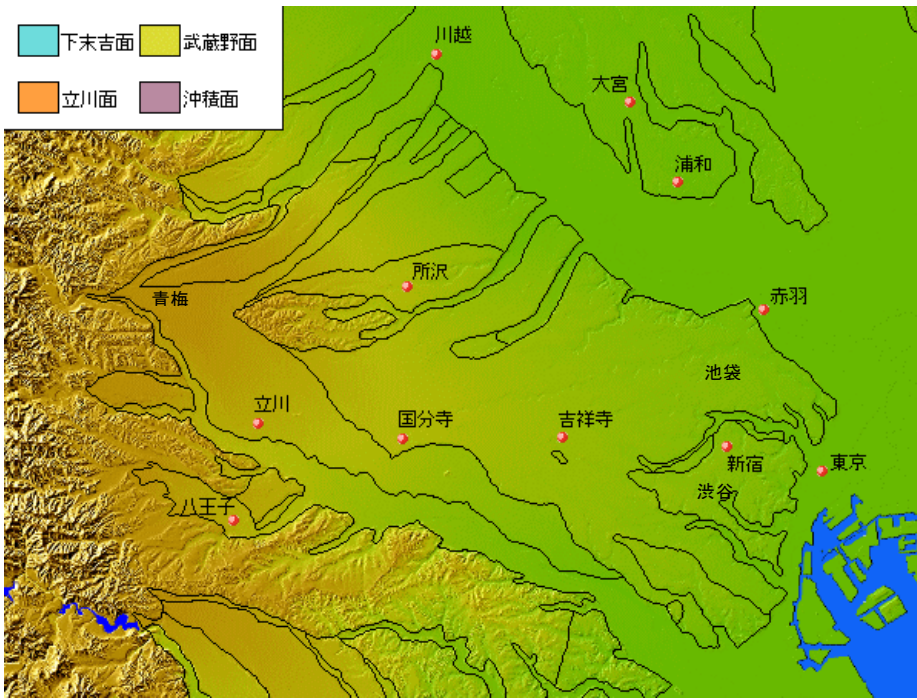 下末吉面
武蔵野面
立川面
沖積面
川越
大宮
浦和
所沢
青梅
赤羽
池袋
立川
国分寺
吉祥寺
新宿
東京
渋谷
八王子